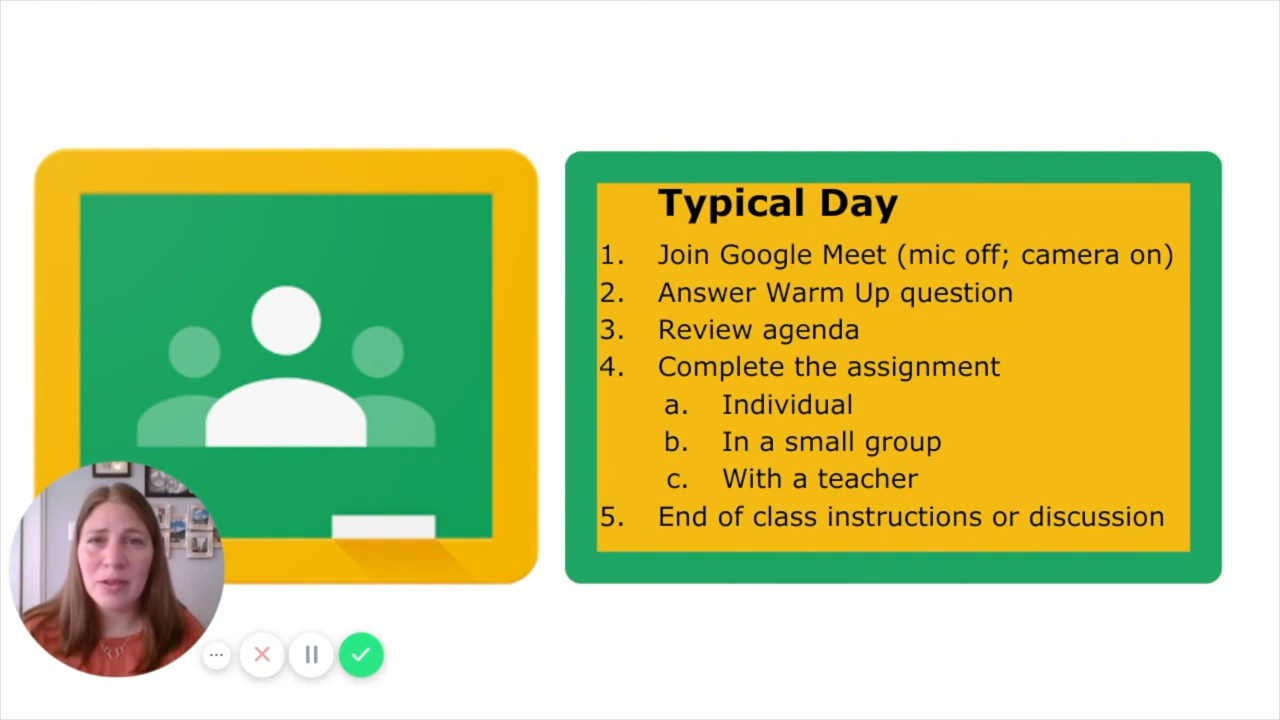 Typical Day
1. Join Google Meet (mic off; camera on)
2. Answer Warm Up question
3. Review agenda
4. Complete the assignment
a. Individual
b. In a small group
c. With a teacher
5. End of class instructions or discussion